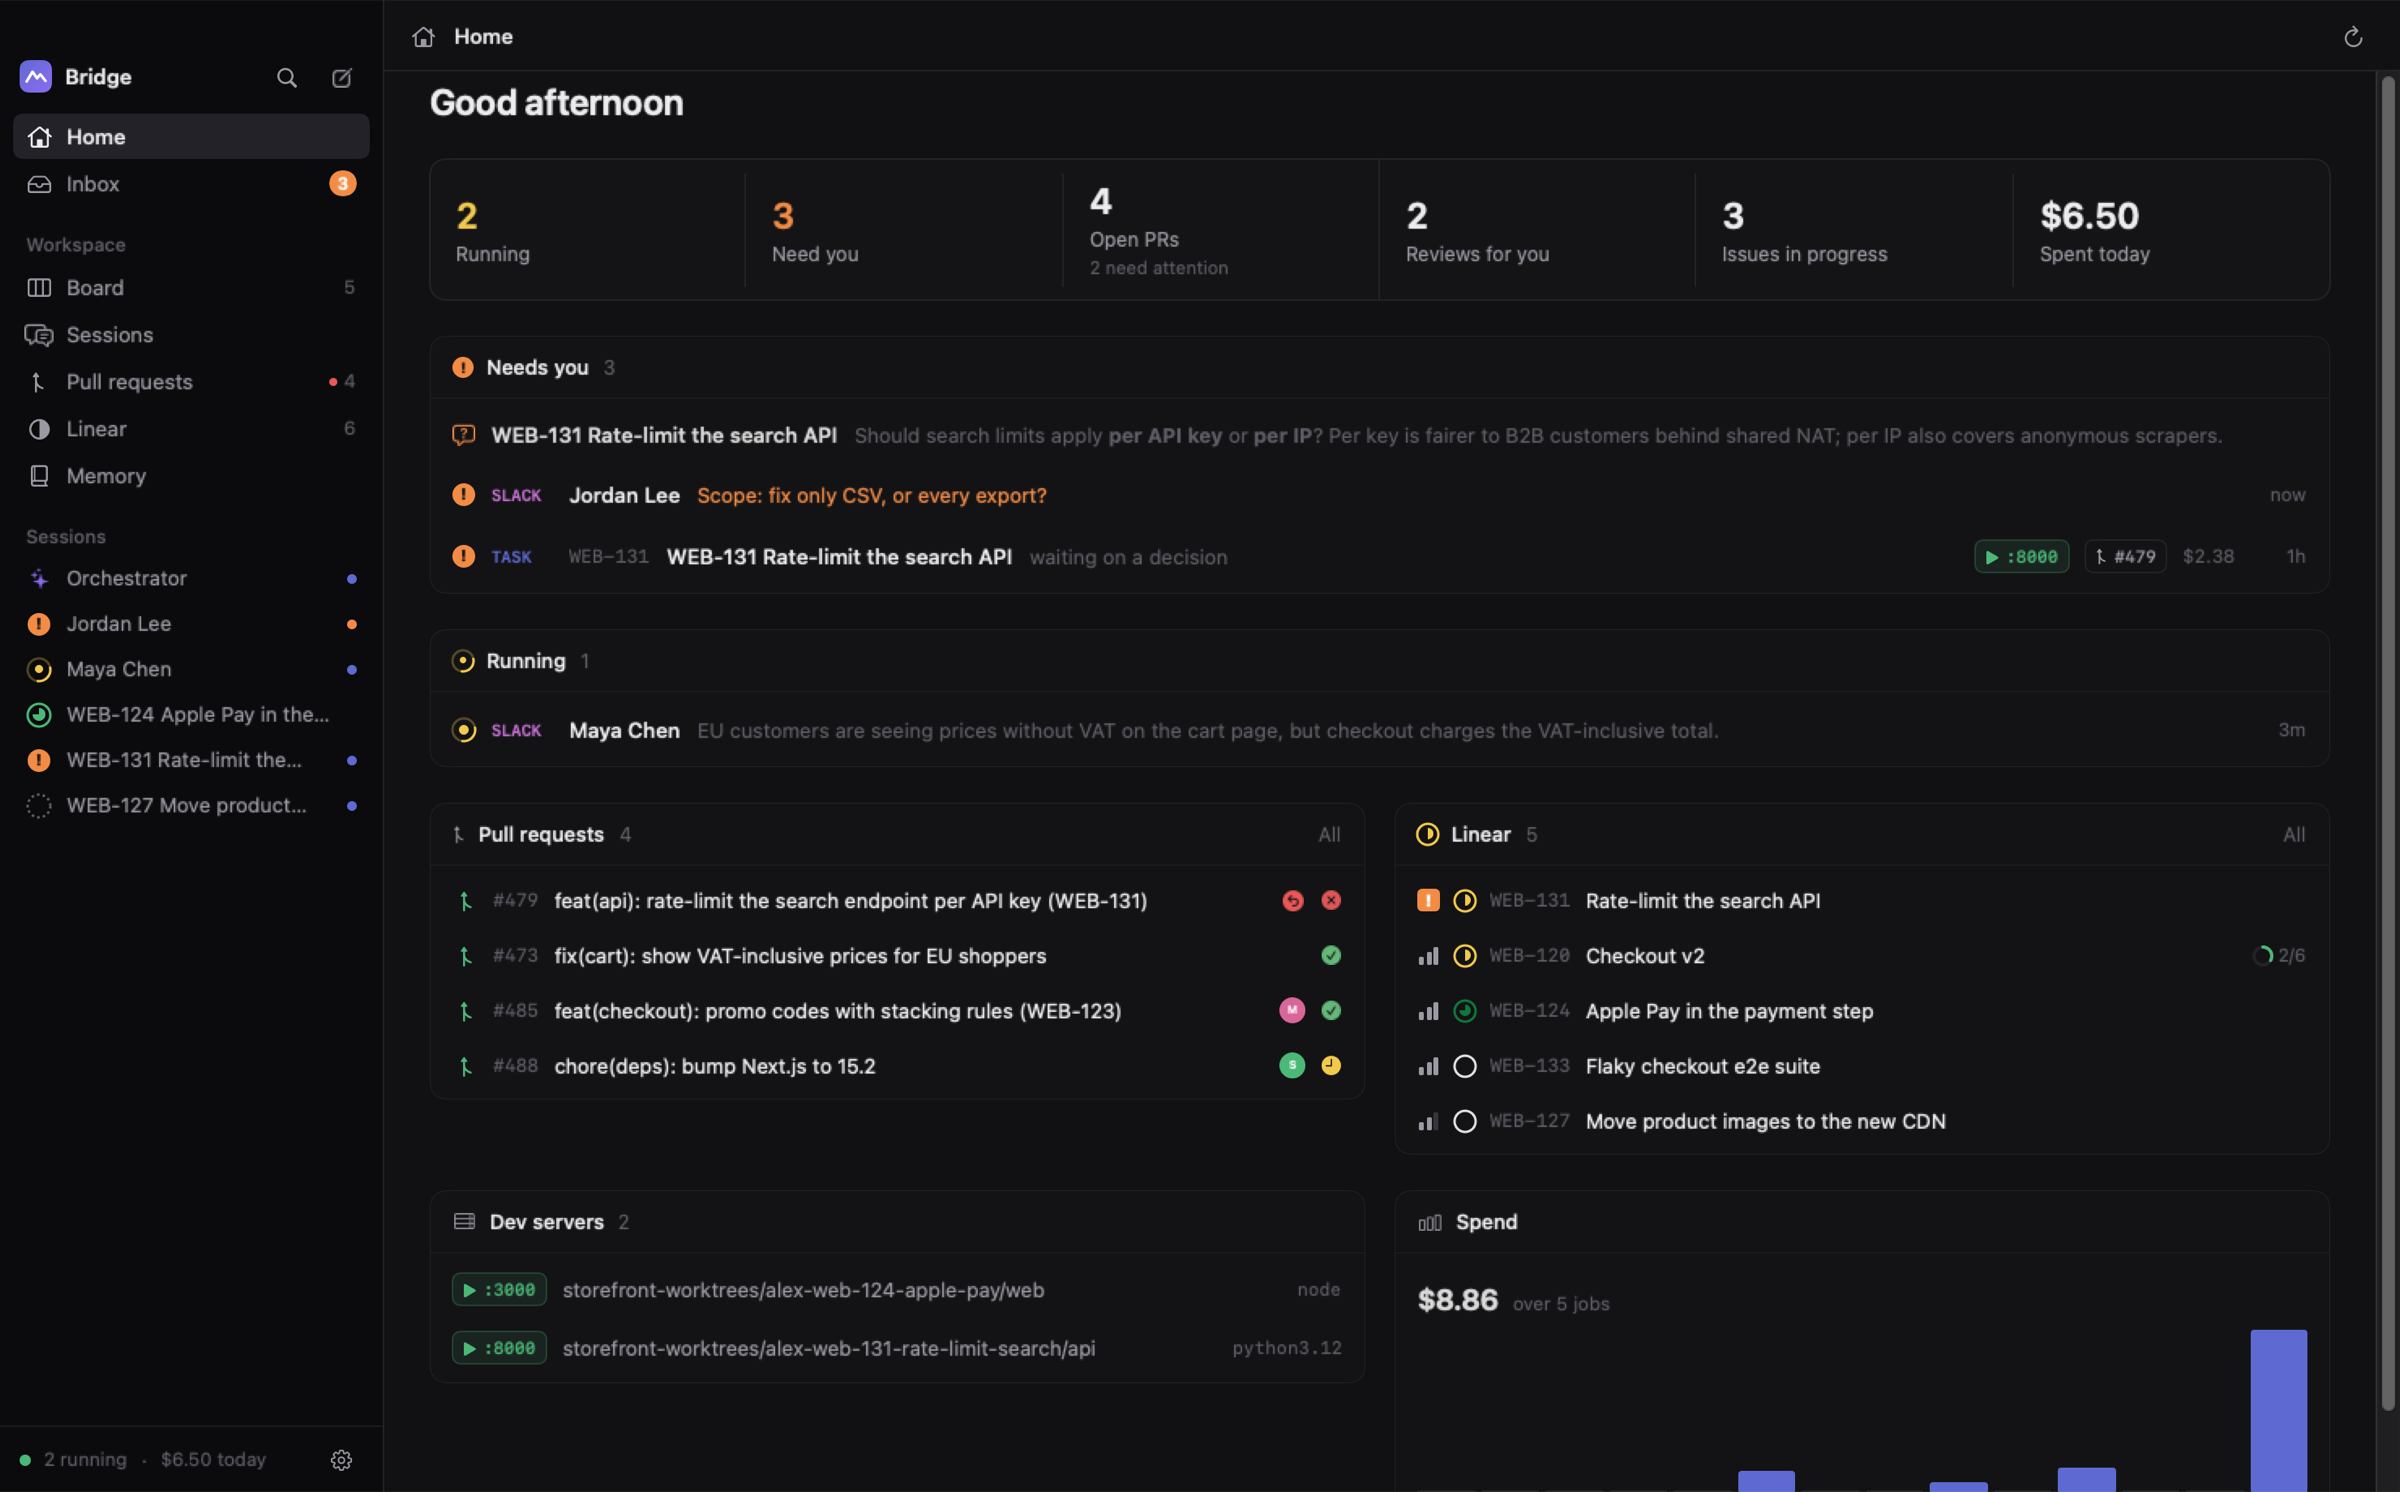 Bridge
Home
Inbox 3
Workspace
Board 5
Sessions
Pull requests 4
Linear 6
Memory
Sessions
Orchestrator
Jordan Lee
Maya Chen
WEB-124 Apple Pay in the...
WEB-131 Rate-limit the...
WEB-127 Move product...
2 running · $6.50 today
Home
Good afternoon
2
Running
3
Need you
4
Open PRs
2 need attention
2
Reviews for you
3
Issues in progress
$6.50
Spent today
Needs you 3
WEB-131 Rate-limit the search API Should search limits apply per API key or per IP? Per key is fairer to B2B customers behind shared NAT; per IP also covers anonymous scrapers.
SLACK Jordan Lee Scope: fix only CSV, or every export? now
TASK WEB-131 WEB-131 Rate-limit the search API waiting on a decision :8000 #479 $2.38 1h
Running 1
SLACK Maya Chen EU customers are seeing prices without VAT on the cart page, but checkout charges the VAT-inclusive total. 3m
Pull requests 4 All
#479 feat(api): rate-limit the search endpoint per API key (WEB-131)
#473 fix(cart): show VAT-inclusive prices for EU shoppers
#485 feat(checkout): promo codes with stacking rules (WEB-123) M
#488 chore(deps): bump Next.js to 15.2 S
Linear 5 All
WEB-131 Rate-limit the search API
WEB-120 Checkout v2 2/6
WEB-124 Apple Pay in the payment step
WEB-133 Flaky checkout e2e suite
WEB-127 Move product images to the new CDN
Dev servers 2
:3000 storefront-worktrees/alex-web-124-apple-pay/web node
:8000 storefront-worktrees/alex-web-131-rate-limit-search/api python3.12
Spend
$8.86 over 5 jobs